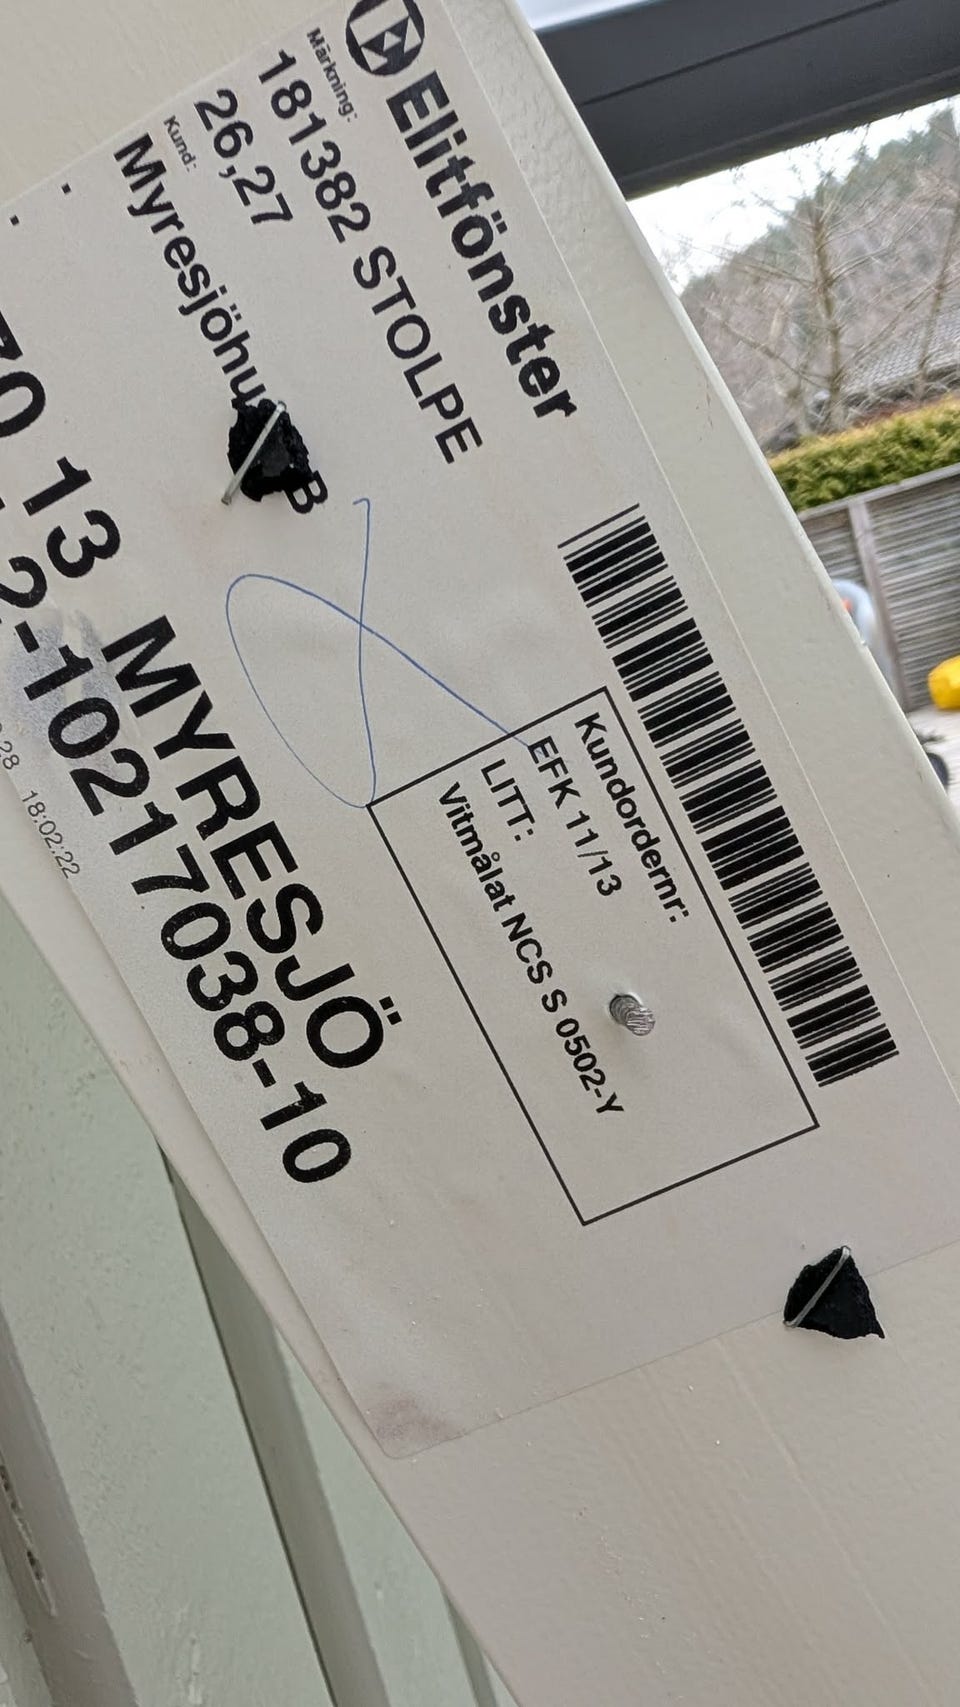 Elitfönster
Märkning:
181382 STOLPE
26,27
Kund:
Kundordernr:
EFK 11/13
LITT:
Vitmålat NCS S 0502-Y
13 MYRESJÖ
2-10217038-10
18:02:22